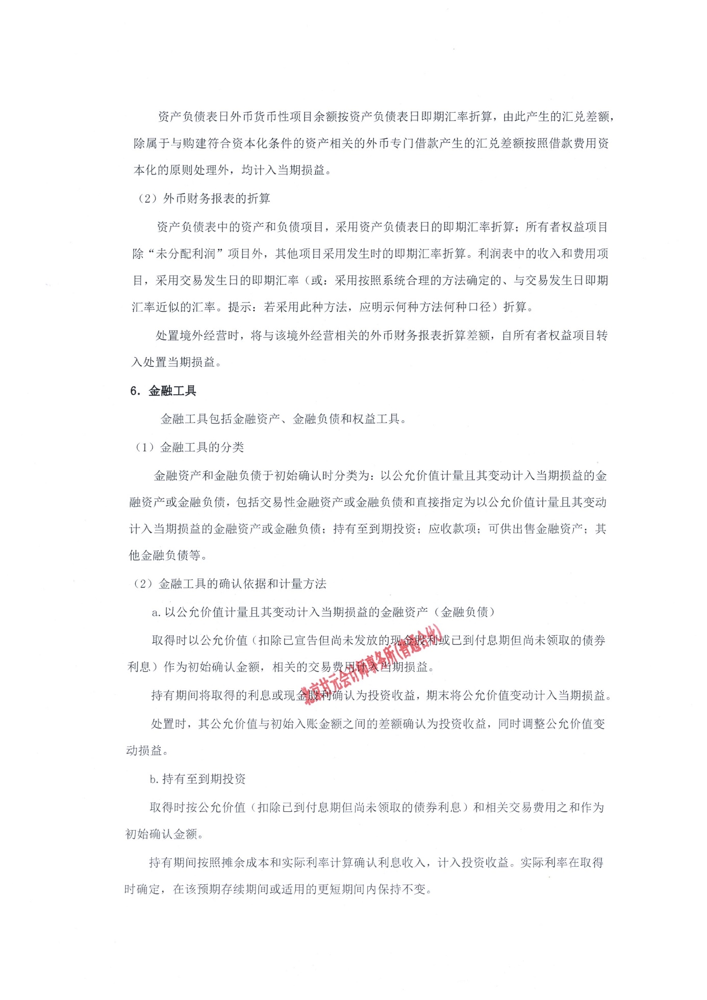 资产负债表日外币货币性项目余额按资产负债表日即期汇率折算，由此产生的汇兑差额，
除属于与购建符合资本化条件的资产相关的外币专门借款产生的汇兑差额按照借款费用资
本化的原则处理外，均计入当期损益。
（2）外币财务报表的折算
资产负债表中的资产和负债项目，采用资产负债表日的即期汇率折算；所有者权益项目
除“未分配利润”项目外，其他项目采用发生时的即期汇率折算。利润表中的收入和费用项
目，采用交易发生日的即期汇率（或：采用按照系统合理的方法确定的、与交易发生日即期
汇率近似的汇率。提示：若采用此种方法，应明示何种方法何种口径）折算。
处置境外经营时，将与该境外经营相关的外币财务报表折算差额，自所有者权益项目转
入处置当期损益。
6. 金融工具
金融工具包括金融资产、金融负债和权益工具。
（1）金融工具的分类
金融资产和金融负债于初始确认时分类为：以公允价值计量且其变动计入当期损益的金
融资产或金融负债，包括交易性金融资产或金融负债和直接指定为以公允价值计量且其变动
计入当期损益的金融资产或金融负债；持有至到期投资；应收款项；可供出售金融资产；其
他金融负债等。
（2）金融工具的确认依据和计量方法
a. 以公允价值计量且其变动计入当期损益的金融资产（金融负债）
取得时以公允价值（扣除已宣告但尚未发放的现金股利或已到付息期但尚未领取的债券
利息）作为初始确认金额，相关的交易费用计入当期损益。
北京甘元会计师事务所(普通合伙)
持有期间将取得的利息或现金股利确认为投资收益，期末将公允价值变动计入当期损益。
处置时，其公允价值与初始入账金额之间的差额确认为投资收益，同时调整公允价值变
动损益。
b. 持有至到期投资
取得时按公允价值（扣除已到付息期但尚未领取的债券利息）和相关交易费用之和作为
初始确认金额。
持有期间按照摊余成本和实际利率计算确认利息收入，计入投资收益。实际利率在取得
时确定，在该预期存续期间或适用的更短期间内保持不变。